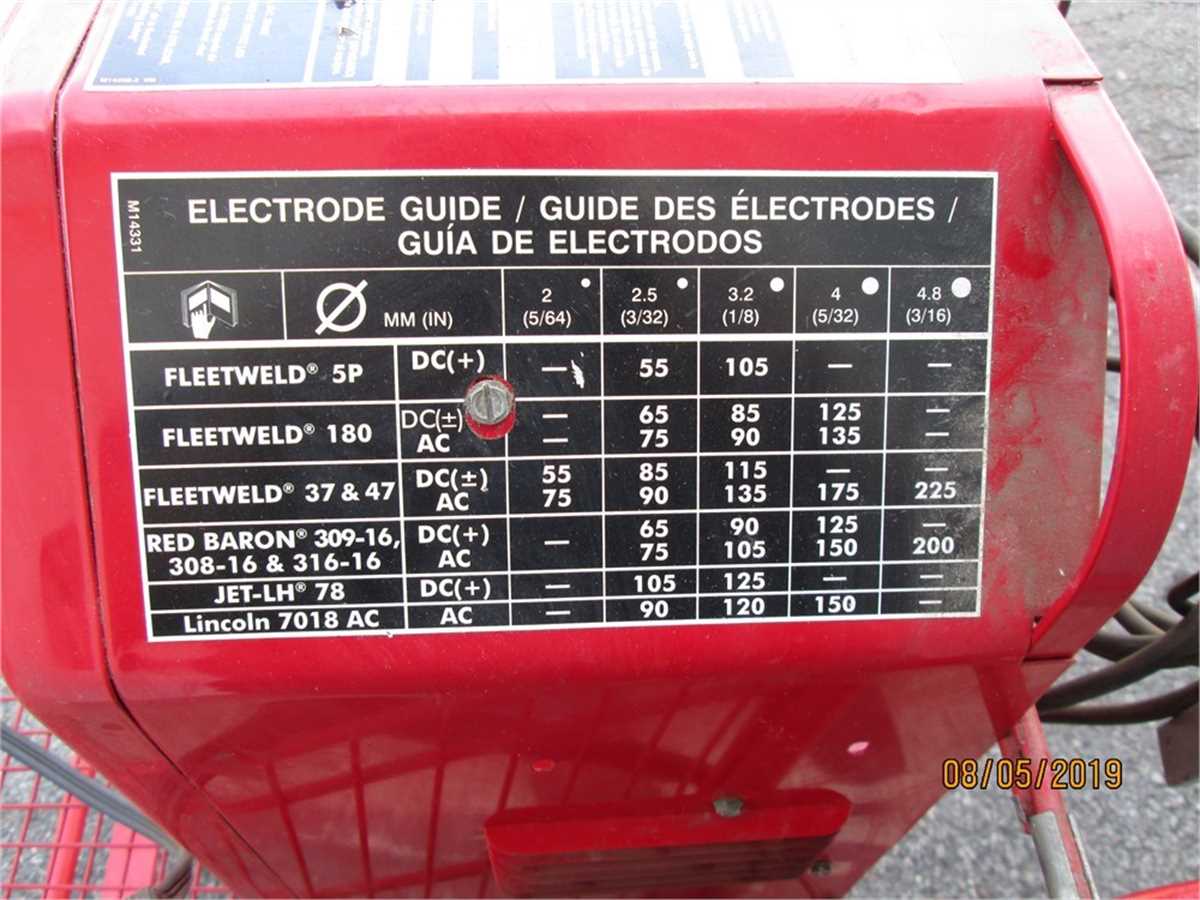 M14331
ELECTRODE GUIDE / GUIDE DES ÉLECTRODES /
GUÍA DE ELECTRODOS
MM (IN) 2 (5/64) 2.5 (3/32) 3.2 (1/8) 4 (5/32) 4.8 (3/16)
FLEETWELD® 5P DC(+) — 55 105 — —
FLEETWELD® 180 DC(±) — 65 85 125 —
AC — 75 90 135 —
FLEETWELD® 37 & 47 DC(±) 55 85 115 — —
AC 75 90 135 175 225
RED BARON® 309-16, DC(+) — 65 90 125 —
308-16 & 316-16 AC 75 105 150 200
JET-LH® 78 DC(+) — 105 125 — —
Lincoln 7018 AC AC — 90 120 150 —
08/05/2019